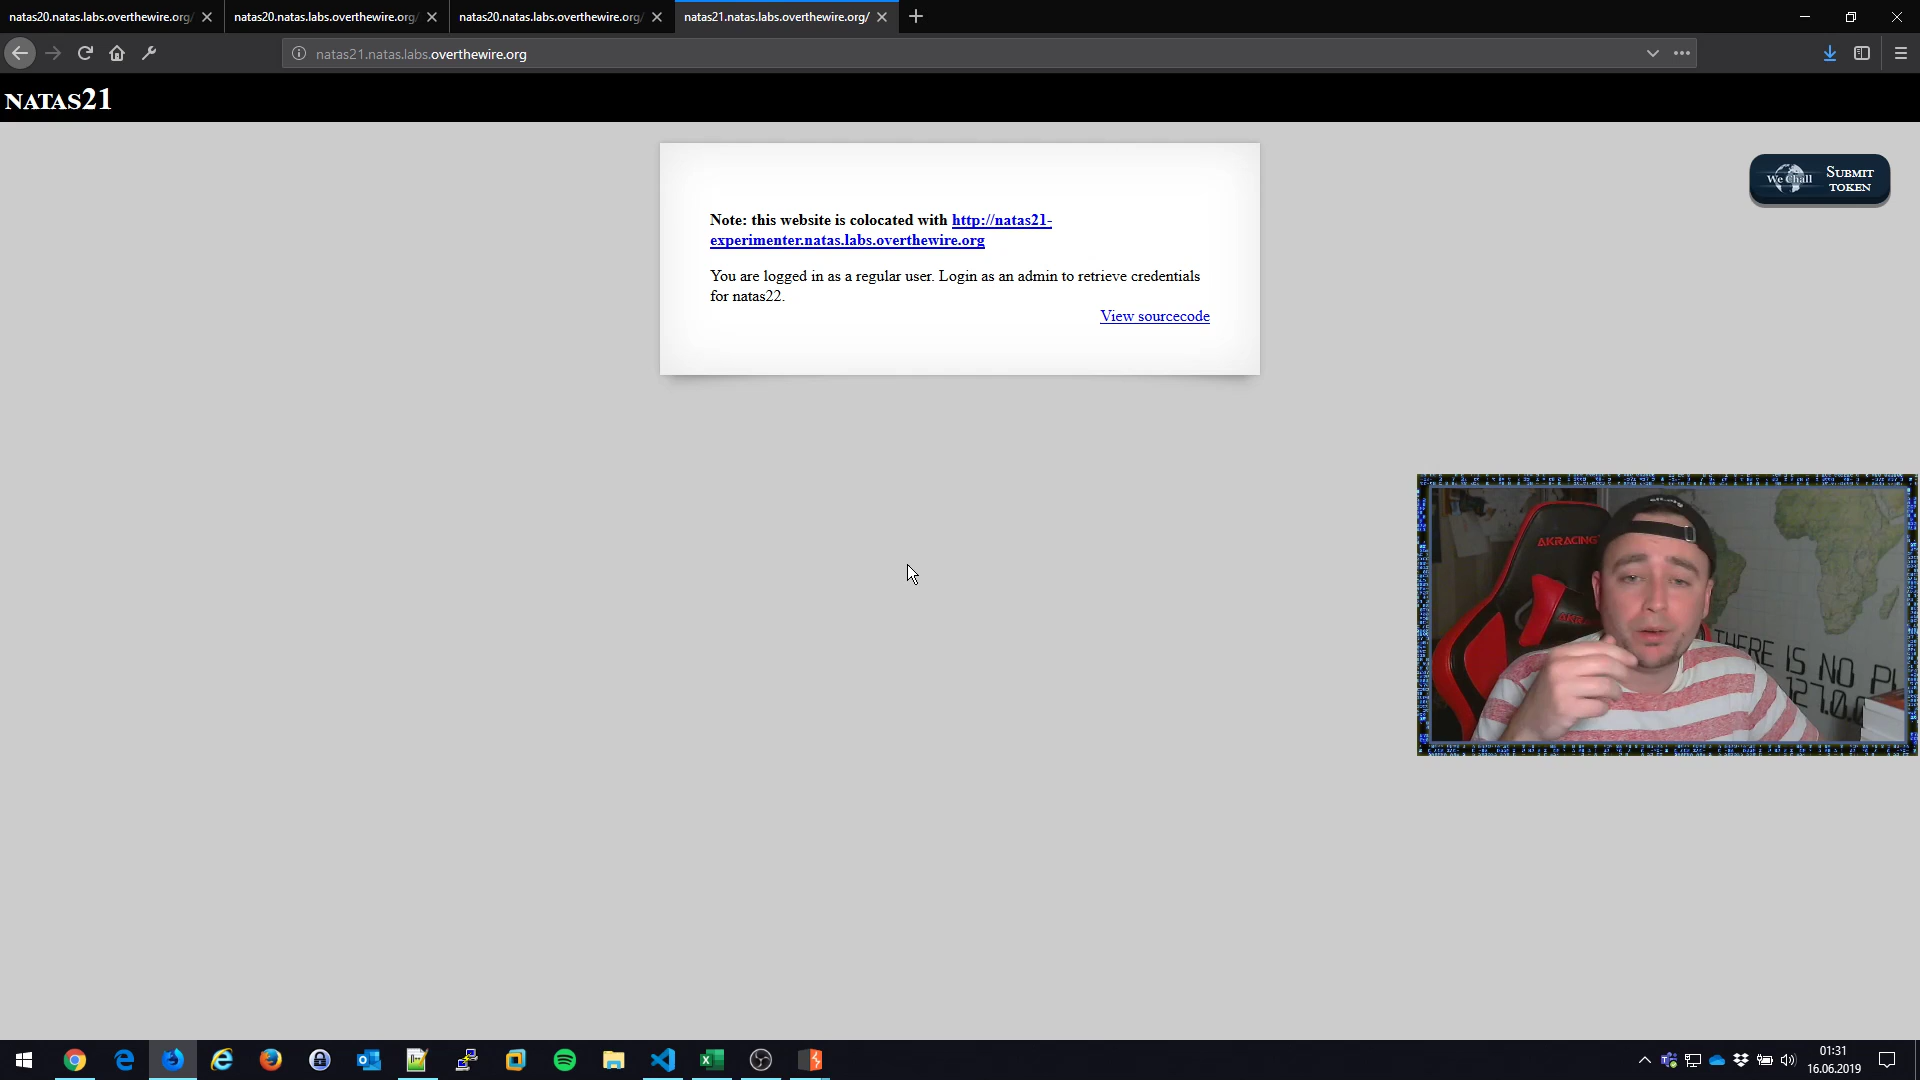 natas20.natas.labs.overthewire.org/
natas20.natas.labs.overthewire.org/
natas20.natas.labs.overthewire.org/
natas21.natas.labs.overthewire.org/
natas21.natas.labs.overthewire.org
NATAS21
Note: this website is colocated with http://natas21-
experimenter.natas.labs.overthewire.org
You are logged in as a regular user. Login as an admin to retrieve credentials
for natas22.
View sourcecode
We Chall
SUBMIT
TOKEN
AKRACING
THERE IS NO
127.0.0
01:31
16.06.2019